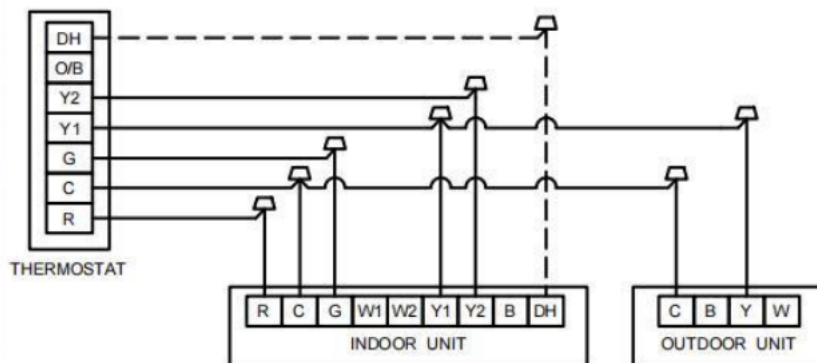 DH
O/B
Y2
Y1
G
C
R
THERMOSTAT
R C G W1 W2 Y1 Y2 B DH
INDOOR UNIT
C B Y W
OUTDOOR UNIT